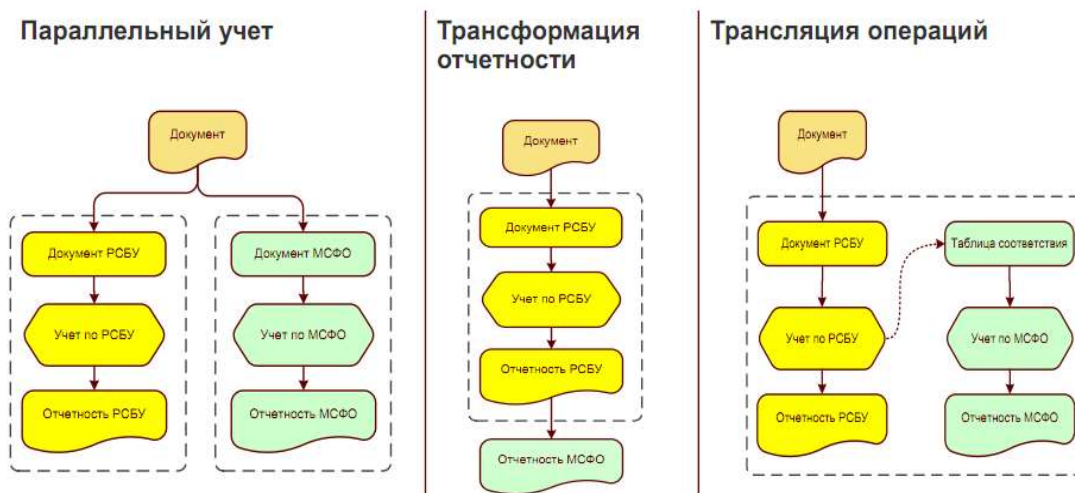 Параллельный учет
Документ
Документ РСБУ
Документ МСФО
Учет по РСБУ
Учет по МСФО
Отчетность РСБУ
Отчетность МСФО
Трансформация
отчетности
Документ
Документ РСБУ
Учет по РСБУ
Отчетность РСБУ
Отчетность МСФО
Трансляция операций
Документ
Документ РСБУ
Таблица соответствия
Учет по РСБУ
Учет по МСФО
Отчетность РСБУ
Отчетность МСФО